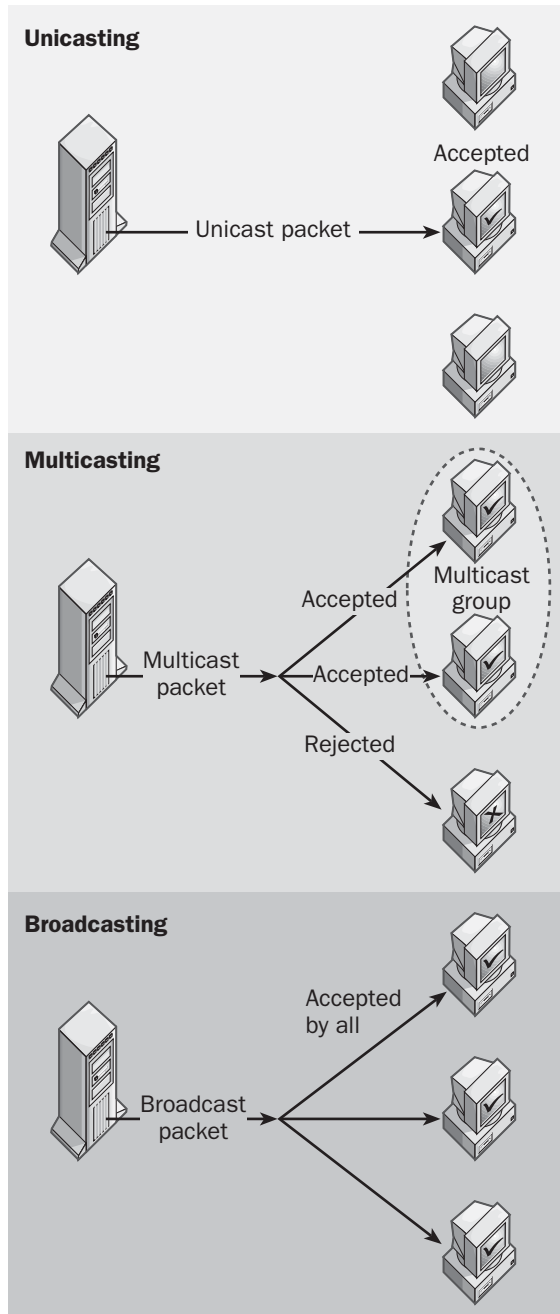 Unicasting
Accepted
Unicast packet
Multicasting
Multicast
group
Accepted
Multicast
packet
Accepted
Rejected
Broadcasting
Accepted
by all
Broadcast
packet